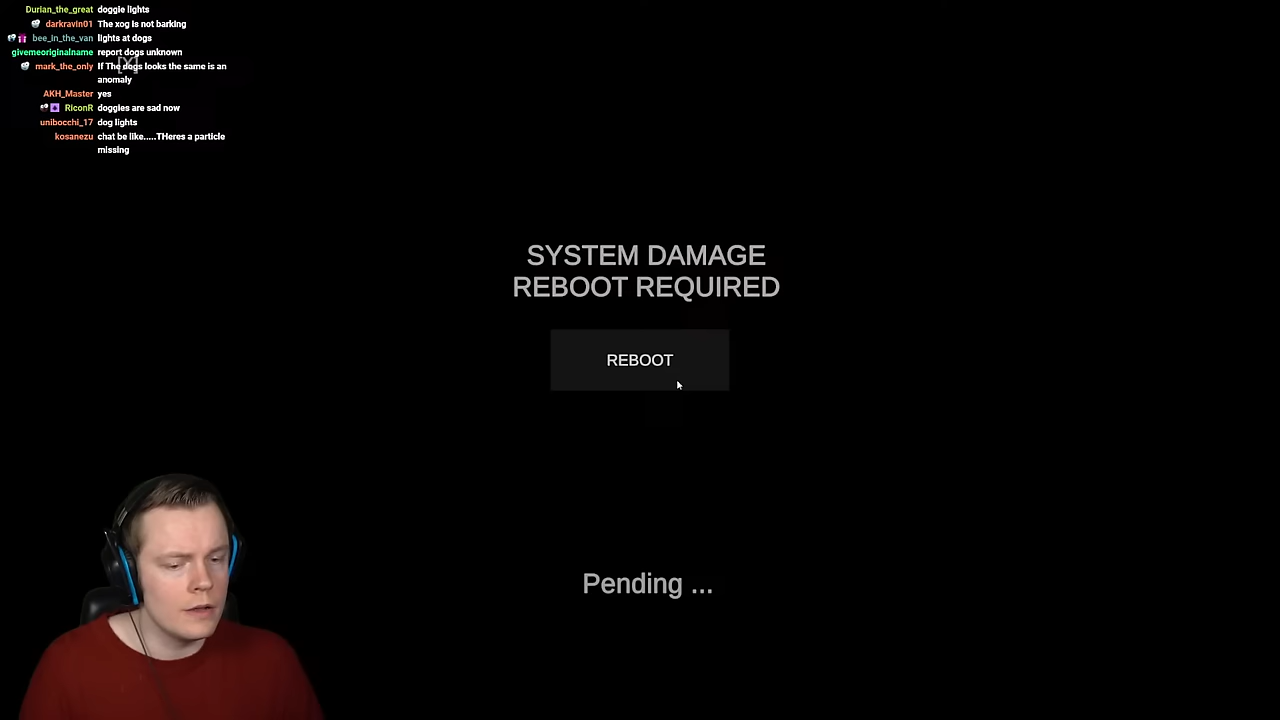 Durian_the_great doggie lights
darkravin01 The xog is not barking
bee_in_the_van lights at dogs
givemeoriginalname report dogs unknown
mark_the_only If The dogs looks the same is an
anomaly
AKH_Master yes
RiconR doggies are sad now
unibocchi_17 dog lights
kosanezu chat be like.....THeres a particle
missing
SYSTEM DAMAGE
REBOOT REQUIRED
REBOOT
Pending ...